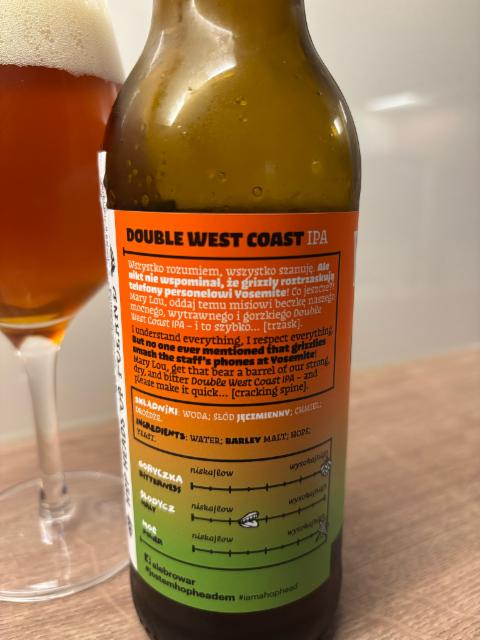 DOUBLE WEST COAST IPA
Wszystko rozumiem, wszystko szanuję. Ale
nikt nie wspominał, że grizzly roztrzaskują
telefony personelowi Yosemite! Co jeszcze?!
Mary Lou, oddaj temu misiowi beczkę naszego
mocnego, wytrawnego i gorzkiego Double
West Coast IPA – i to szybko... [trzask].
I understand everything, I respect everything.
But no one ever mentioned that grizzlies
smash the staff's phones at Yosemite!
Mary Lou, get that bear a barrel of our strong,
dry, and bitter Double West Coast IPA – and
please make it quick... [cracking spine].
SKŁADNIKI: WODA; SŁÓD JĘCZMIENNY; CHMIEL;
DROŻDŻE.
INGREDIENTS: WATER; BARLEY MALT; HOPS;
YEAST.
GORYCZKA niska/low wysoka/high
BITTERNESS
SŁODYCZ niska/low wysoka/high
MALT
MOC niska/low wysoka/high
POWER
alebrowar
#jestemhopheadem #iamahophead